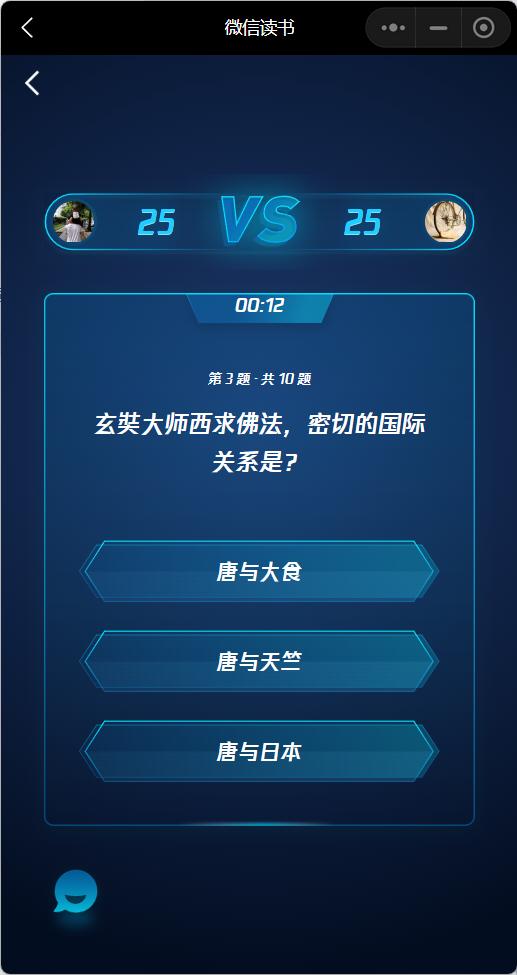 微信读书
25 VS 25
00:12
第 3 题 - 共 10 题
玄奘大师西求佛法，密切的国际
关系是？
唐与大食
唐与天竺
唐与日本